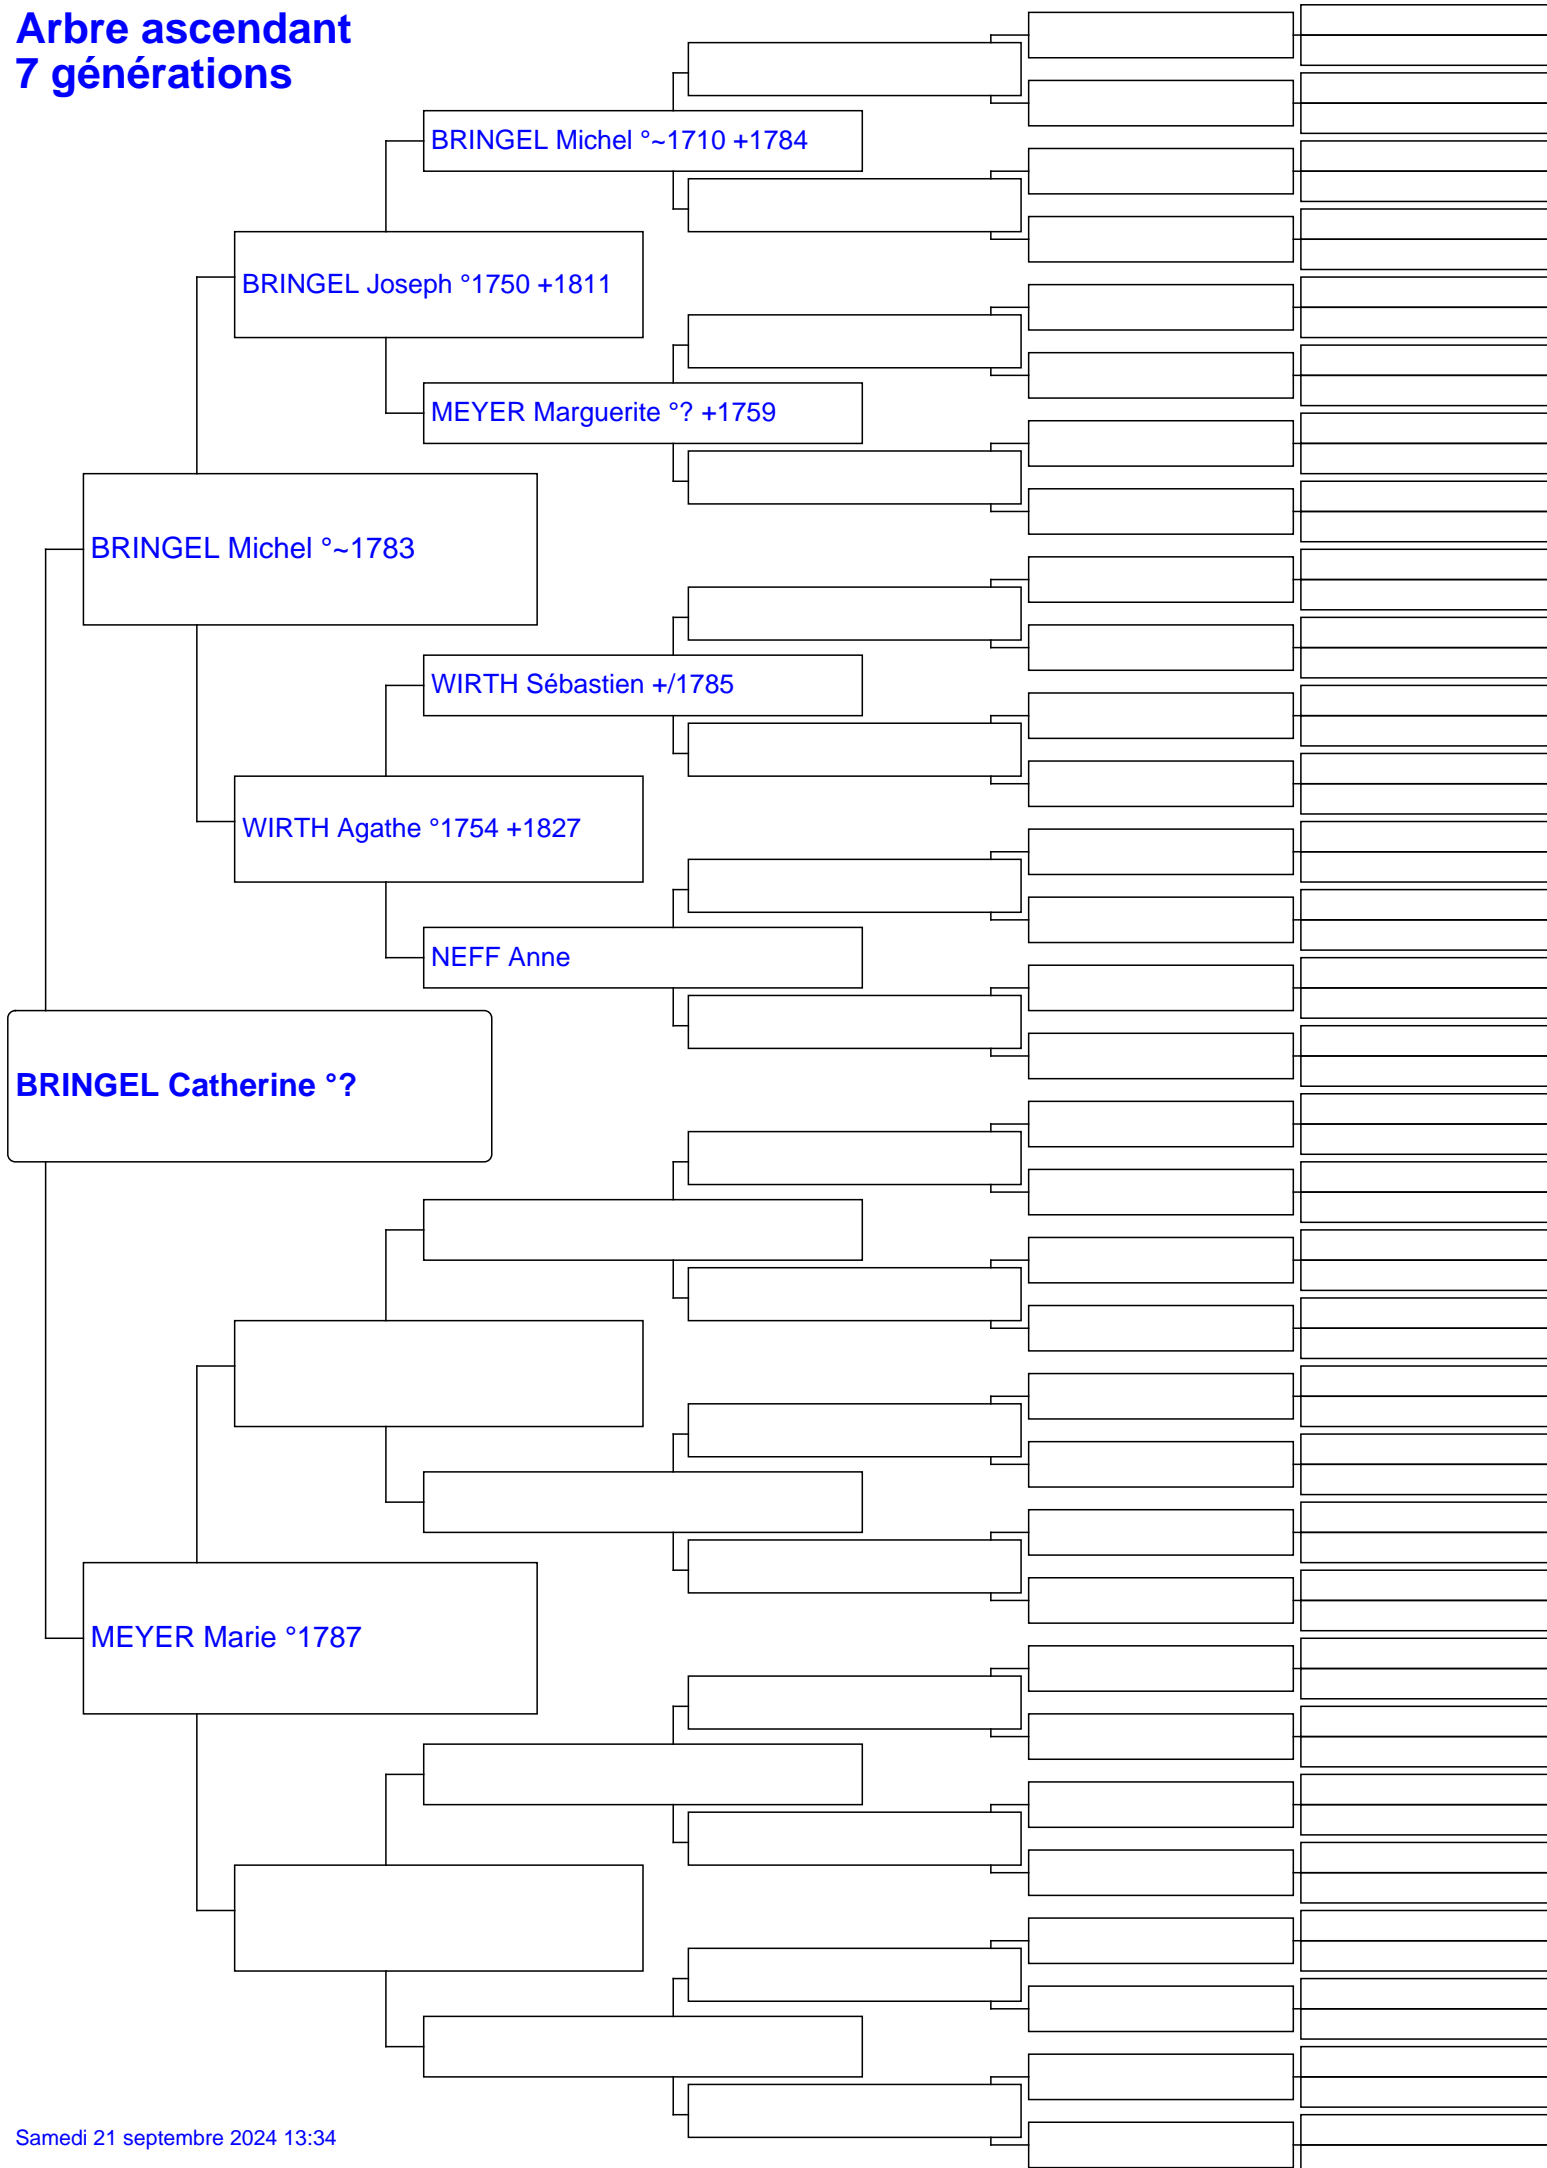 Arbre ascendant
7 générations
BRINGEL Michel °~1710 +1784
BRINGEL Joseph °1750 +1811
MEYER Marguerite °? +1759
BRINGEL Michel °~1783
WIRTH Sébastien +/1785
WIRTH Agathe °1754 +1827
NEFF Anne
BRINGEL Catherine °?
MEYER Marie °1787
Samedi 21 septembre 2024 13:34